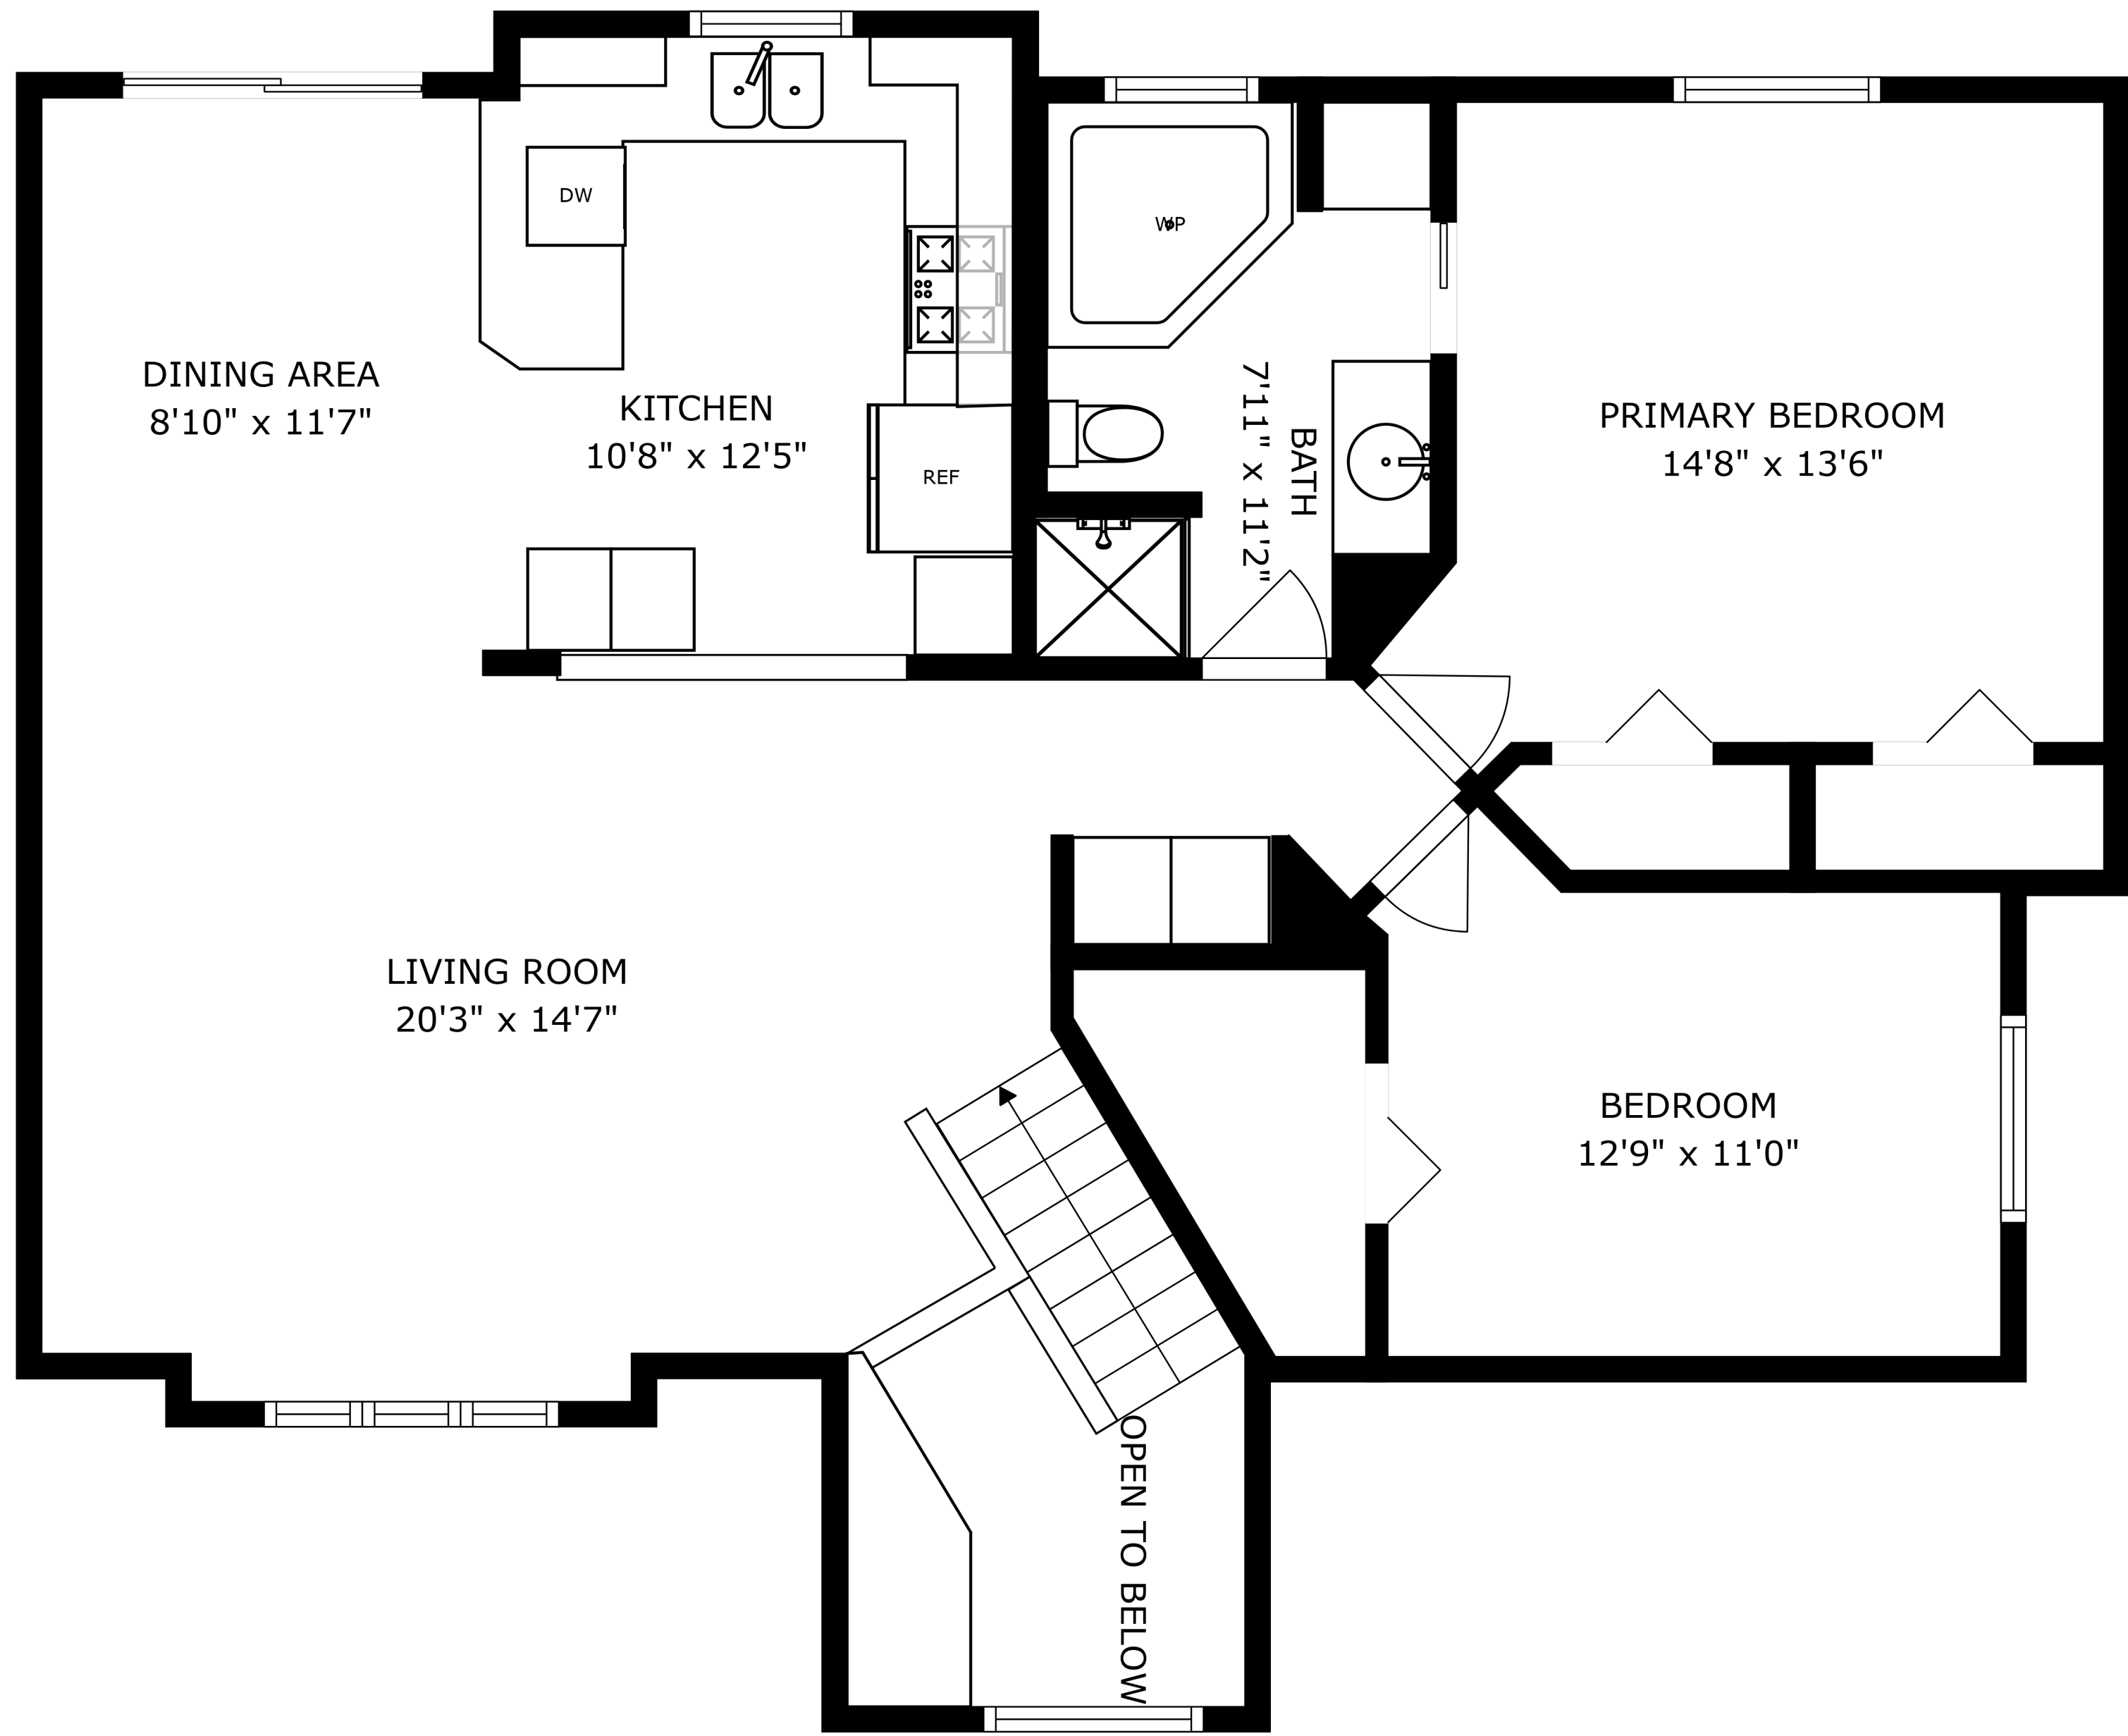 DW
WP
DINING AREA
8'10" x 11'7"
KITCHEN
10'8" x 12'5"
REF
BATH
7'11" x 11'2"
PRIMARY BEDROOM
14'8" x 13'6"
LIVING ROOM
20'3" x 14'7"
BEDROOM
12'9" x 11'0"
OPEN TO BELOW